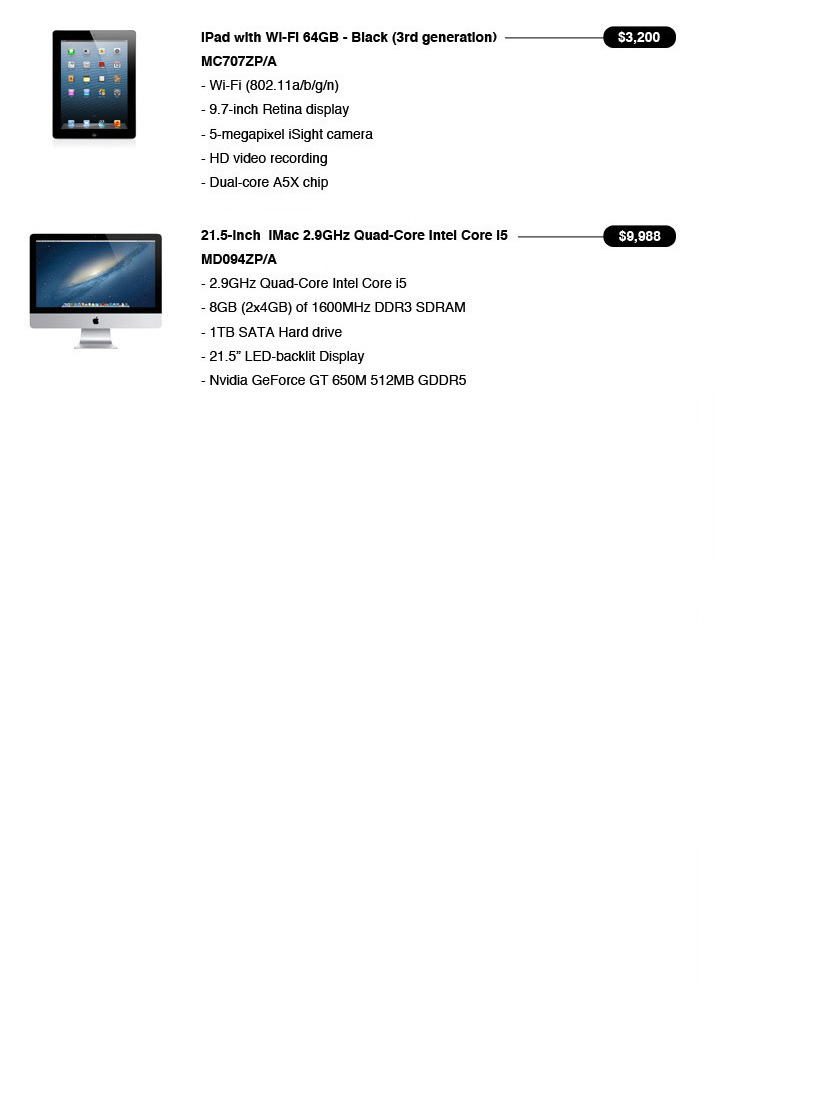 iPad with Wi-Fi 64GB - Black (3rd generation) $3,200
MC707ZP/A
- Wi-Fi (802.11a/b/g/n)
- 9.7-inch Retina display
- 5-megapixel iSight camera
- HD video recording
- Dual-core A5X chip
21.5-inch iMac 2.9GHz Quad-Core Intel Core i5 $9,988
MD094ZP/A
- 2.9GHz Quad-Core Intel Core i5
- 8GB (2x4GB) of 1600MHz DDR3 SDRAM
- 1TB SATA Hard drive
- 21.5” LED-backlit Display
- Nvidia GeForce GT 650M 512MB GDDR5